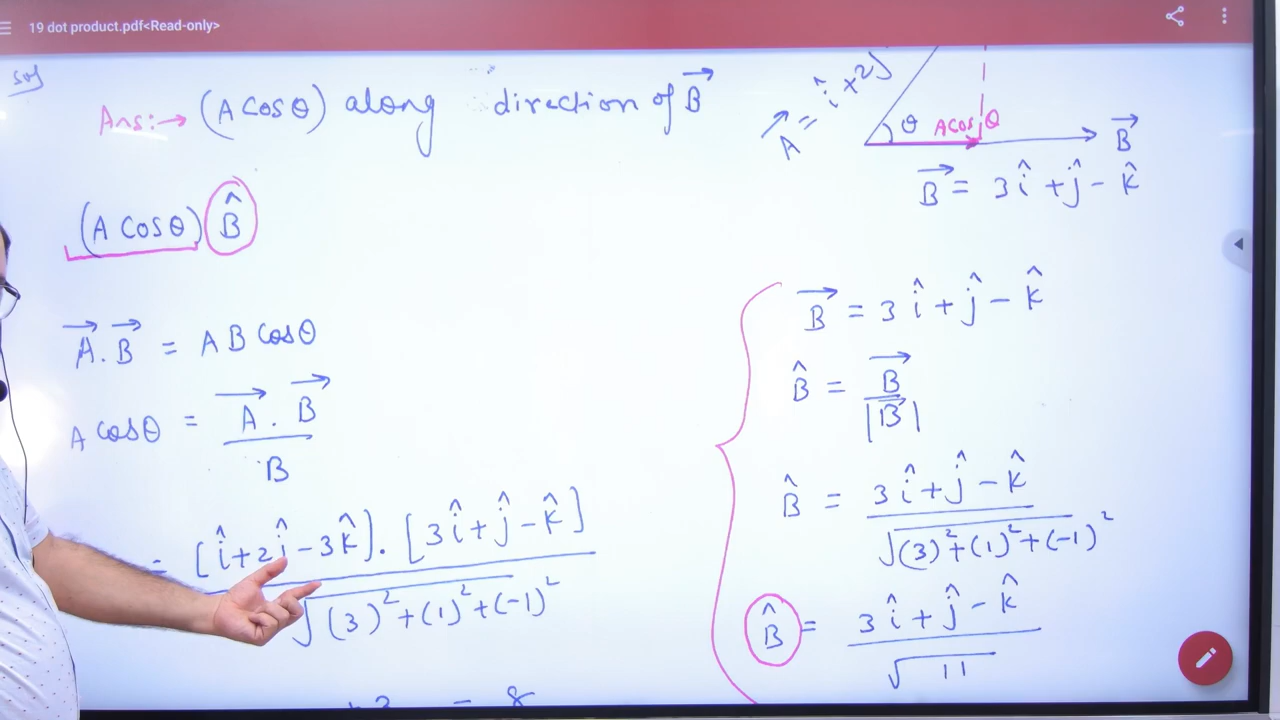 19 dot product.pdf<Read-only>
Sol
Ans:→ (A cos θ) along direction of B⃗
(A Cos θ) B̂
A⃗ . B⃗ = A B cos θ
A cos θ = A⃗ . B⃗ / B
= [î + 2ĵ - 3k̂] . [3î + ĵ - k̂] / √(3)² + (1)² + (-1)²
= 8
A⃗ = î
θ A cos θ B⃗
B⃗ = 3î + ĵ - k̂
B⃗ = 3î + ĵ - k̂
B̂ = B⃗ / |B⃗|
B̂ = 3î + ĵ - k̂ / √(3)² + (1)² + (-1)²
B̂ = 3î + ĵ - k̂ / √11